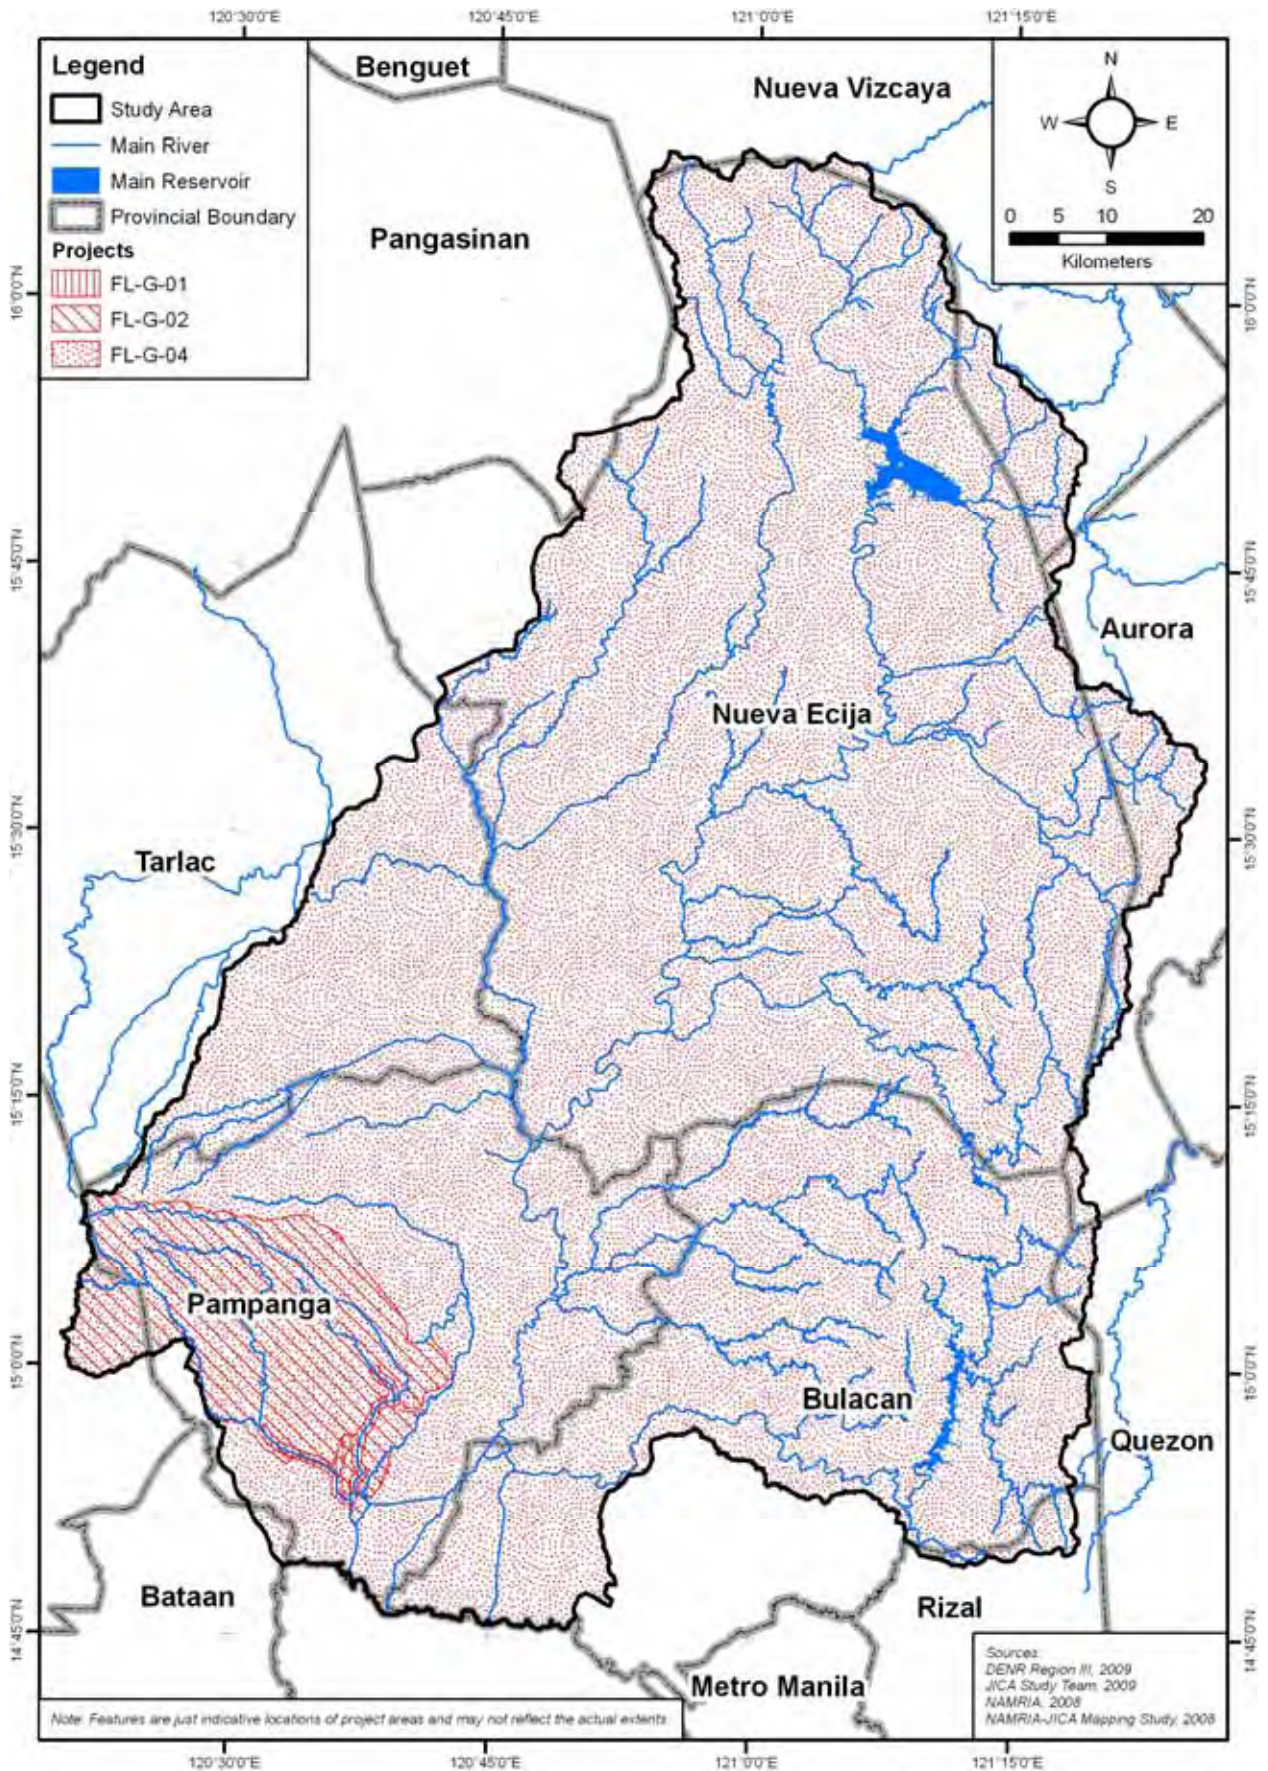 120°30'0"E 120°45'0"E 121°0'0"E 121°15'0"E
Legend
Study Area
Main River
Main Reservoir
Provincial Boundary
Projects
FL-G-01
FL-G-02
FL-G-04
Benguet
Nueva Vizcaya
N
W E
S
0 5 10 20
Kilometers
Pangasinan
16°0'0"N 16°0'0"N
15°45'0"N 15°45'0"N
Aurora
Nueva Ecija
15°30'0"N 15°30'0"N
Tarlac
15°15'0"N 15°15'0"N
Pampanga
15°0'0"N 15°0'0"N
Bulacan
Quezon
Bataan
Rizal
14°45'0"N 14°45'0"N
Metro Manila
Sources:
DENR Region III, 2009
JICA Study Team, 2009
NAMRIA, 2008
NAMRIA-JICA Mapping Study, 2008
Note: Features are just indicative locations of project areas and may not reflect the actual extents
120°30'0"E 120°45'0"E 121°0'0"E 121°15'0"E